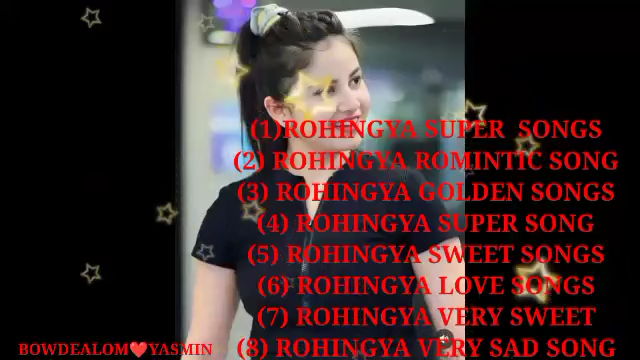 (1)ROHINGYA SUPER SONGS
(2) ROHINGYA ROMINTIC SONG
(3) ROHINGYA GOLDEN SONGS
(4) ROHINGYA SUPER SONG
(5) ROHINGYA SWEET SONGS
(6) ROHINGYA LOVE SONGS
(7) ROHINGYA VERY SWEET
(8) ROHINGYA VERY SAD SONG
BOWDEALOM❤️YASMIN